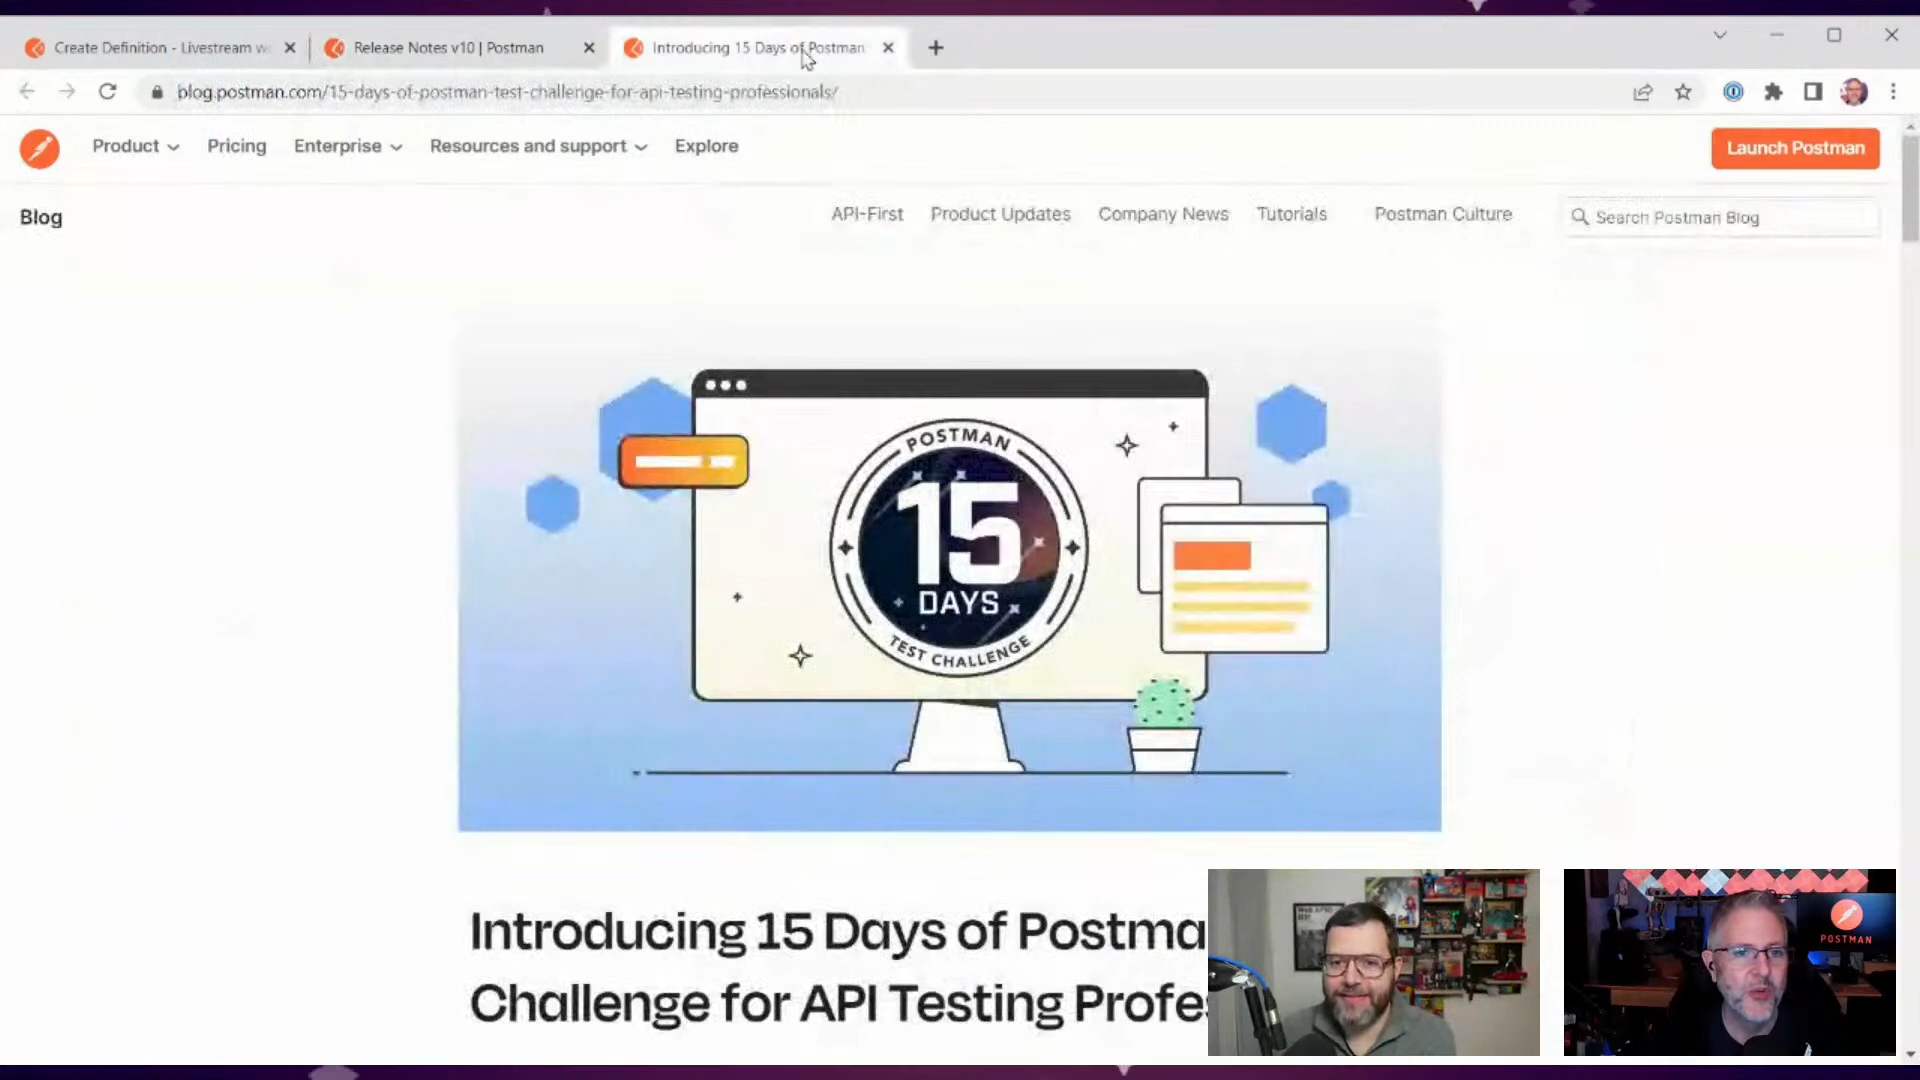 Create Definition - Livestream w
Release Notes v10 | Postman
Introducing 15 Days of Postman
blog.postman.com/15-days-of-postman-test-challenge-for-api-testing-professionals/
Product
Pricing
Enterprise
Resources and support
Explore
Launch Postman
Blog
API-First
Product Updates
Company News
Tutorials
Postman Culture
Search Postman Blog
POSTMAN
15
DAYS
TEST CHALLENGE
Introducing 15 Days of Postma
Challenge for API Testing Profes
POSTMAN